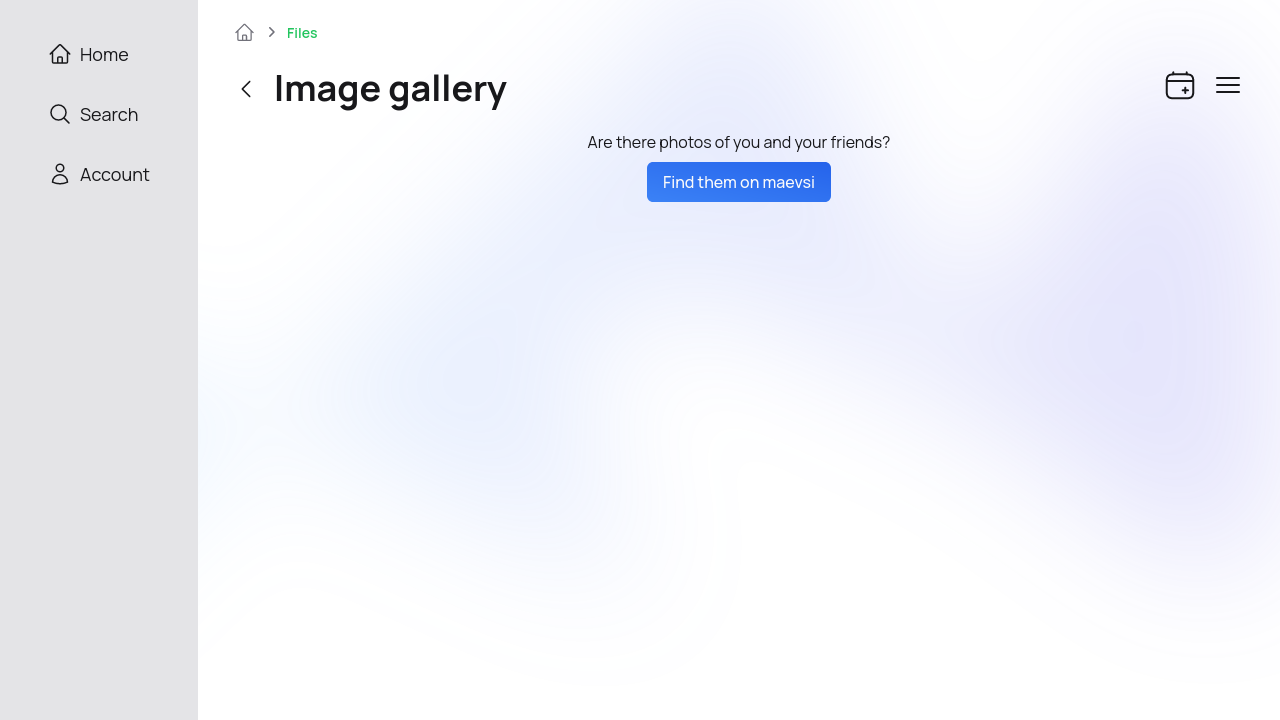 Home
Search
Account
Files
Image gallery
Are there photos of you and your friends?
Find them on maevsi